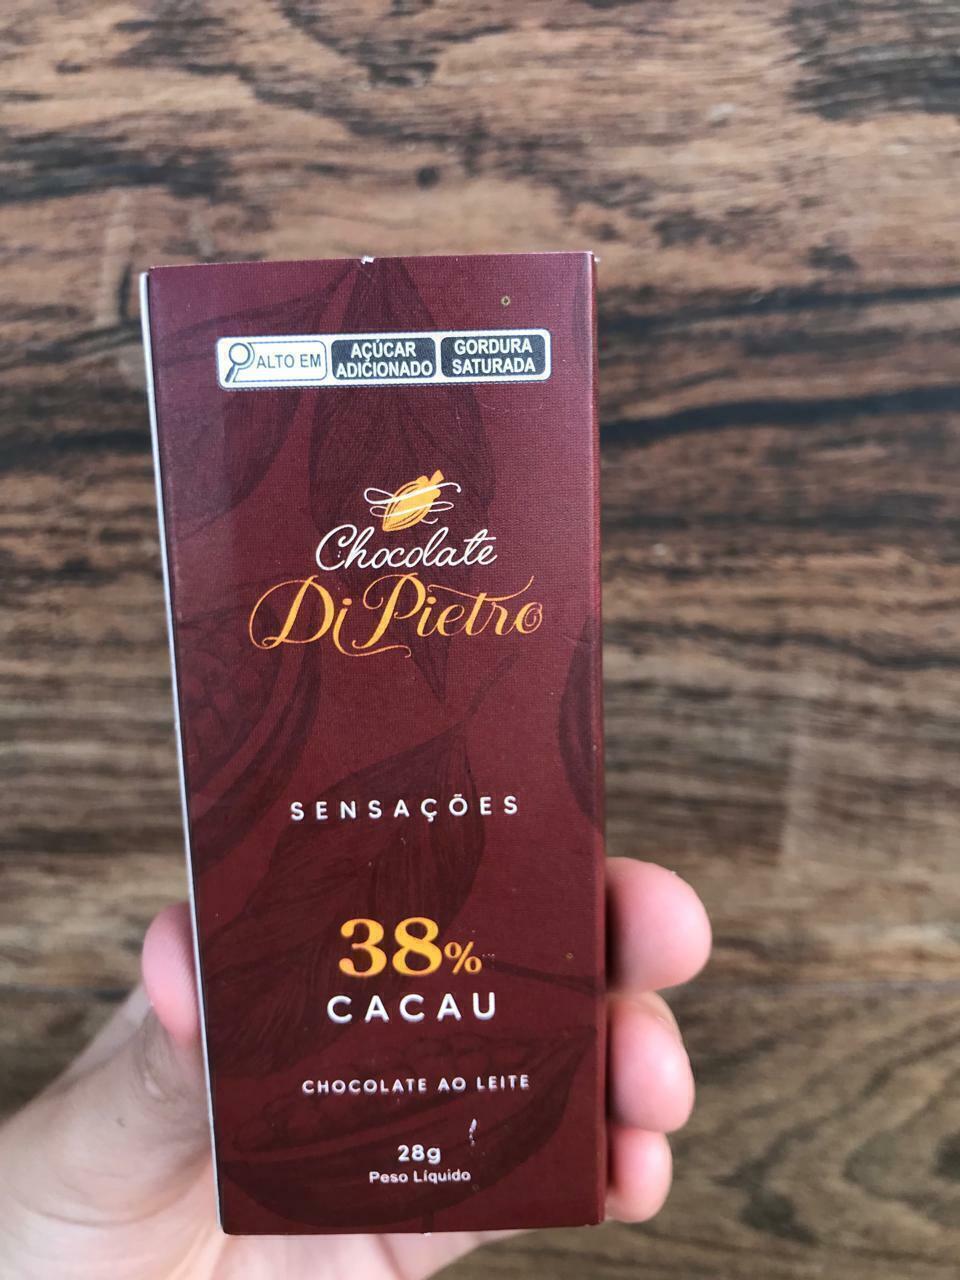 ALTO EM
AÇÚCAR
ADICIONADO
GORDURA
SATURADA
Chocolate
Di Pietro
SENSAÇÕES
38%
CACAU
CHOCOLATE AO LEITE
28g
Peso Líquido